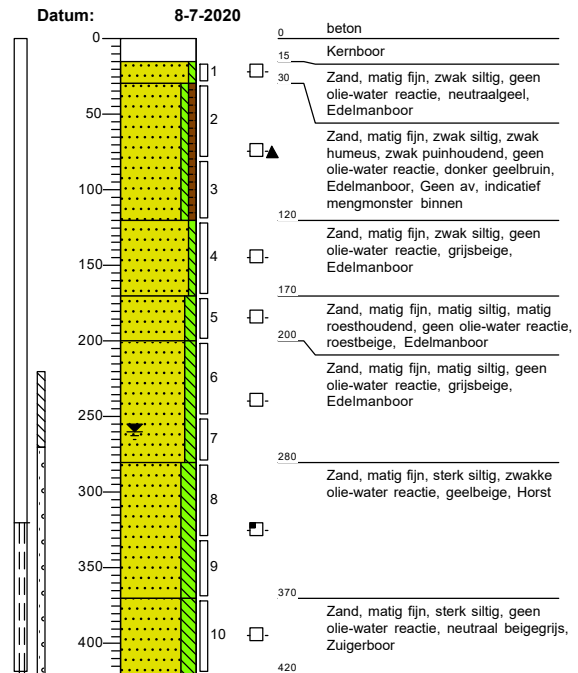 Datum: 8-7-2020
0
50
100
150
200
250
300
350
400
1
2
3
4
5
6
7
8
9
10
0
beton
15
Kernboor
30
Zand, matig fijn, zwak siltig, geen
olie-water reactie, neutraalgeel,
Edelmanboor
Zand, matig fijn, zwak siltig, zwak
humeus, zwak puinhoudend, geen
olie-water reactie, donker geelbruin,
Edelmanboor, Geen av, indicatief
mengmonster binnen
120
Zand, matig fijn, zwak siltig, geen
olie-water reactie, grijsbeige,
Edelmanboor
170
Zand, matig fijn, matig siltig, matig
roesthoudend, geen olie-water reactie,
roestbeige, Edelmanboor
200
Zand, matig fijn, matig siltig, geen
olie-water reactie, grijsbeige,
Edelmanboor
280
Zand, matig fijn, sterk siltig, zwakke
olie-water reactie, geelbeige, Horst
370
Zand, matig fijn, sterk siltig, geen
olie-water reactie, neutraal beigegrijs,
Zuigerboor
420